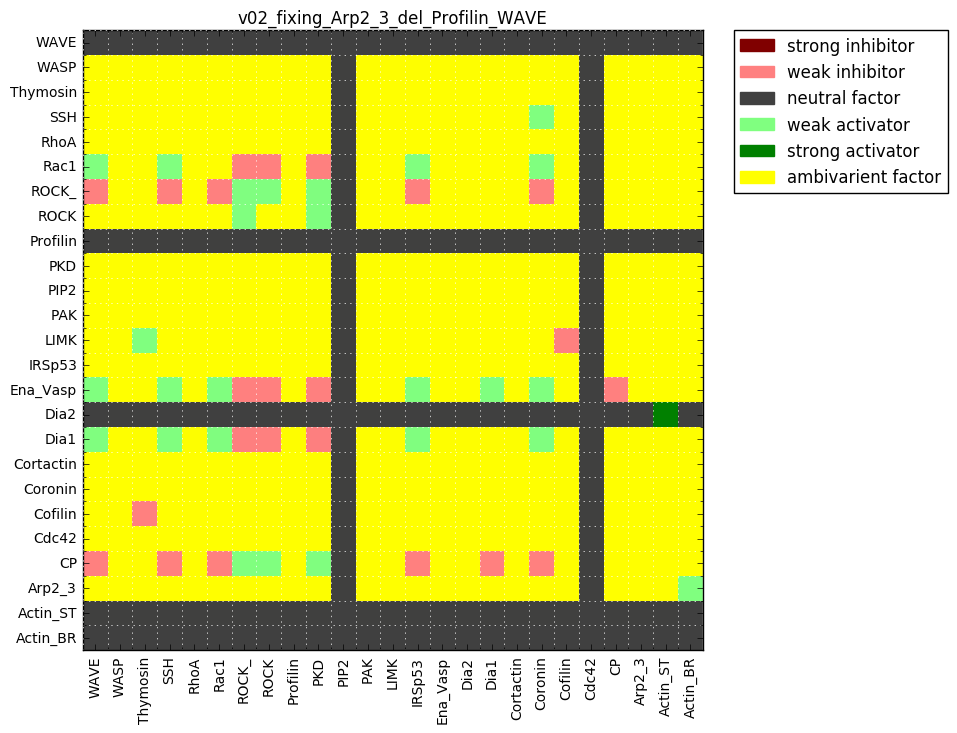 v02_fixing_Arp2_3_del_Profilin_WAVE
strong inhibitor
weak inhibitor
neutral factor
weak activator
strong activator
ambivarient factor
WAVE
WASP
Thymosin
SSH
RhoA
Rac1
ROCK_
ROCK
Profilin
PKD
PIP2
PAK
LIMK
IRSp53
Ena_Vasp
Dia2
Dia1
Cortactin
Coronin
Cofilin
Cdc42
CP
Arp2_3
Actin_ST
Actin_BR
WAVE
WASP
Thymosin
SSH
RhoA
Rac1
ROCK_
ROCK
Profilin
PKD
PIP2
PAK
LIMK
IRSp53
Ena_Vasp
Dia2
Dia1
Cortactin
Coronin
Cofilin
Cdc42
CP
Arp2_3
Actin_ST
Actin_BR